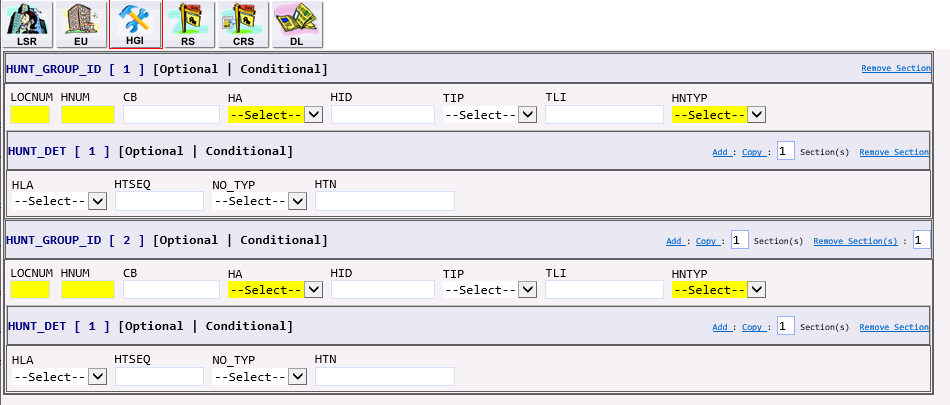 LSR EU HGI RS CRS DL
HUNT_GROUP_ID [ 1 ] [Optional | Conditional] Remove Section
LOCNUM HNUM CB HA HID TIP TLI HNTYP
--Select-- --Select-- --Select--
HUNT_DET [ 1 ] [Optional | Conditional] Add : Copy : 1 Section(s) Remove Section
HLA HTSEQ NO_TYP HTN
--Select-- --Select--
HUNT_GROUP_ID [ 2 ] [Optional | Conditional] Add : Copy : 1 Section(s) Remove Section(s) : 1
LOCNUM HNUM CB HA HID TIP TLI HNTYP
--Select-- --Select-- --Select--
HUNT_DET [ 1 ] [Optional | Conditional] Add : Copy : 1 Section(s) Remove Section
HLA HTSEQ NO_TYP HTN
--Select-- --Select--